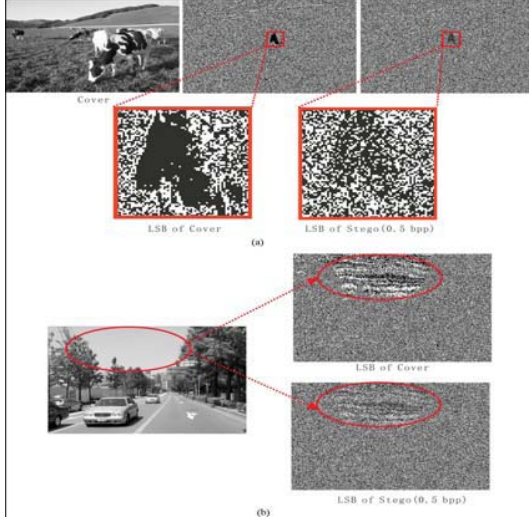 Cover
LSB of Cover
LSB of Stego(0.5 bpp)
(a)
LSB of Cover
LSB of Stego(0.5 bpp)
(b)